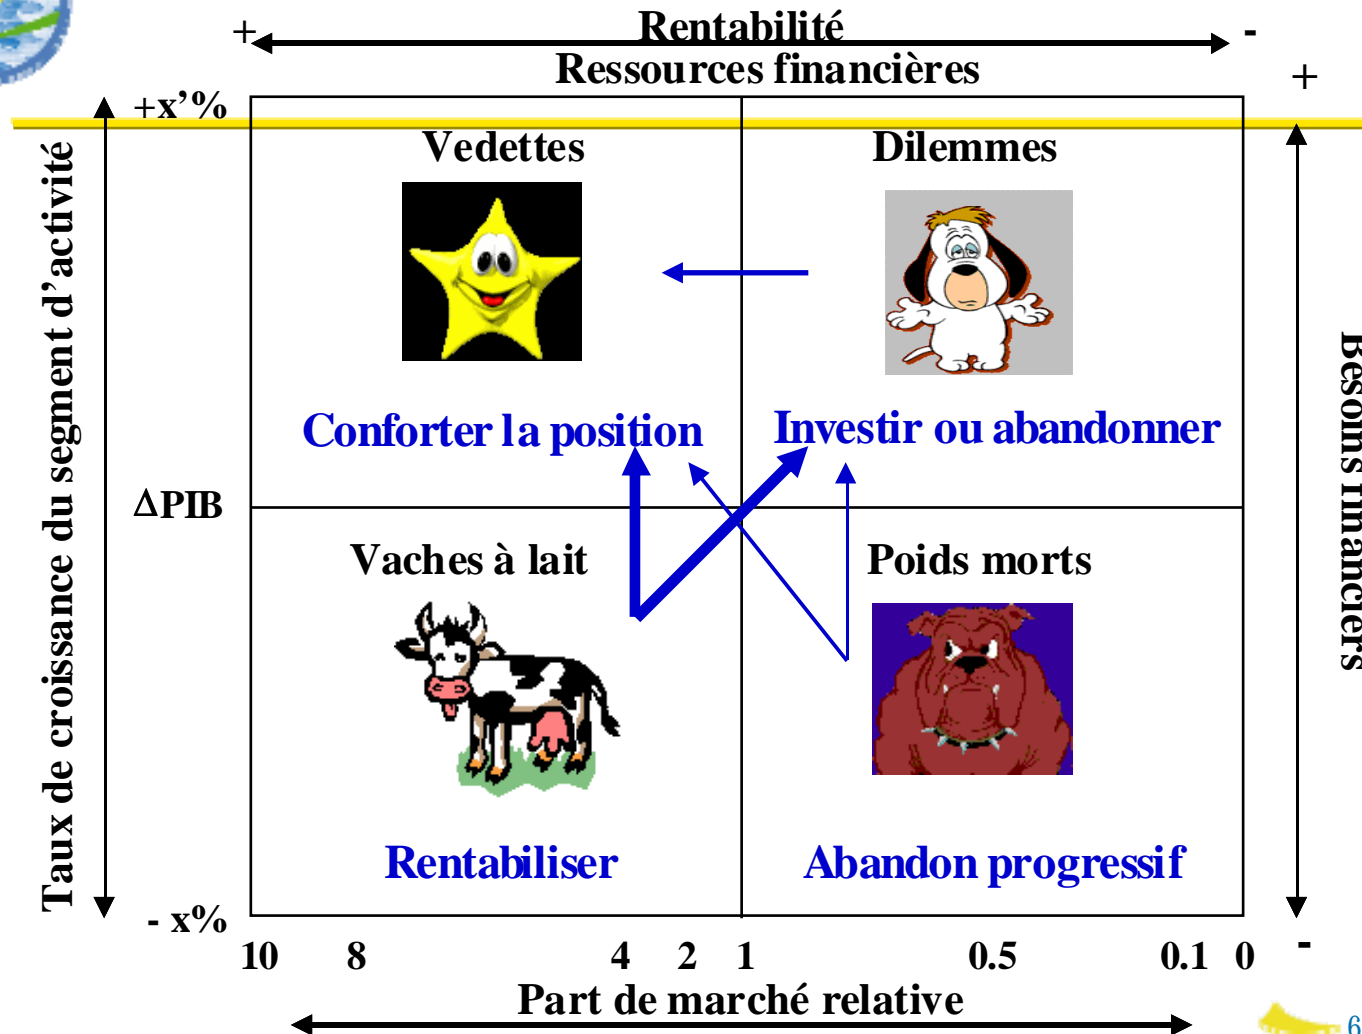 + Rentabilité -
Ressources financières
+
+x’%
Vedettes
Dilemmes
Taux de croissance du segment d’activité
Besoins financiers
Conforter la position
Investir ou abandonner
ΔPIB
Vaches à lait
Poids morts
Rentabiliser
Abandon progressif
- x%
10 8 4 2 1 0.5 0.1 0
-
Part de marché relative
6